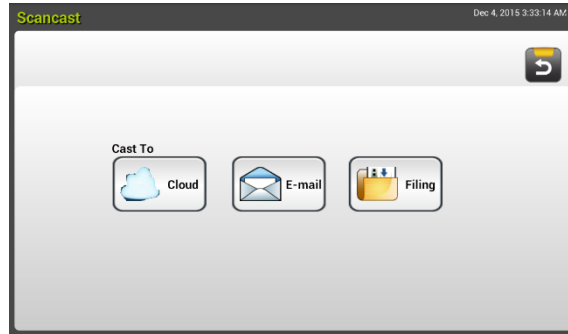 Scancast
Dec 4, 2015 3:33:14 AM
Cast To
Cloud
E-mail
Filing